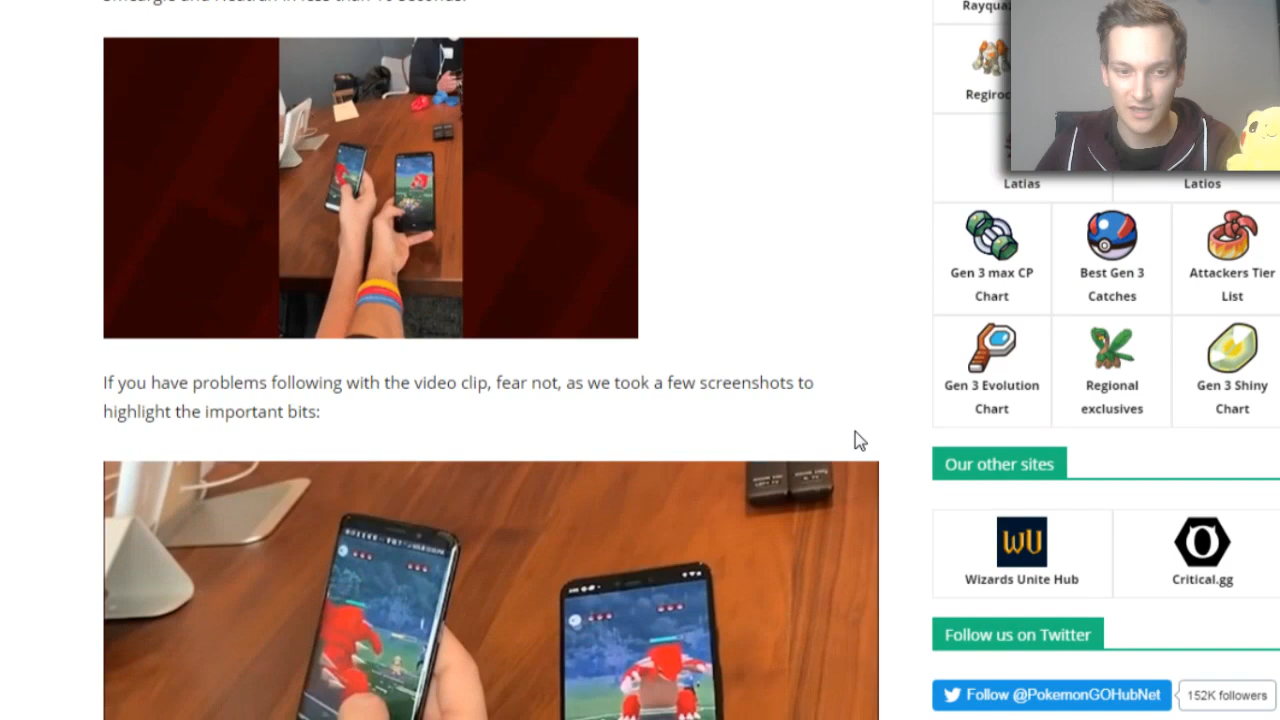 If you have problems following with the video clip, fear not, as we took a few screenshots to
highlight the important bits:
Regiroc
Latias
Latios
Gen 3 max CP
Chart
Best Gen 3
Catches
Attackers Tier
List
Gen 3 Evolution
Chart
Regional
exclusives
Gen 3 Shiny
Chart
Our other sites
WU
Wizards Unite Hub
Critical.gg
Follow us on Twitter
Follow @PokemonGOHubNet
152K followers